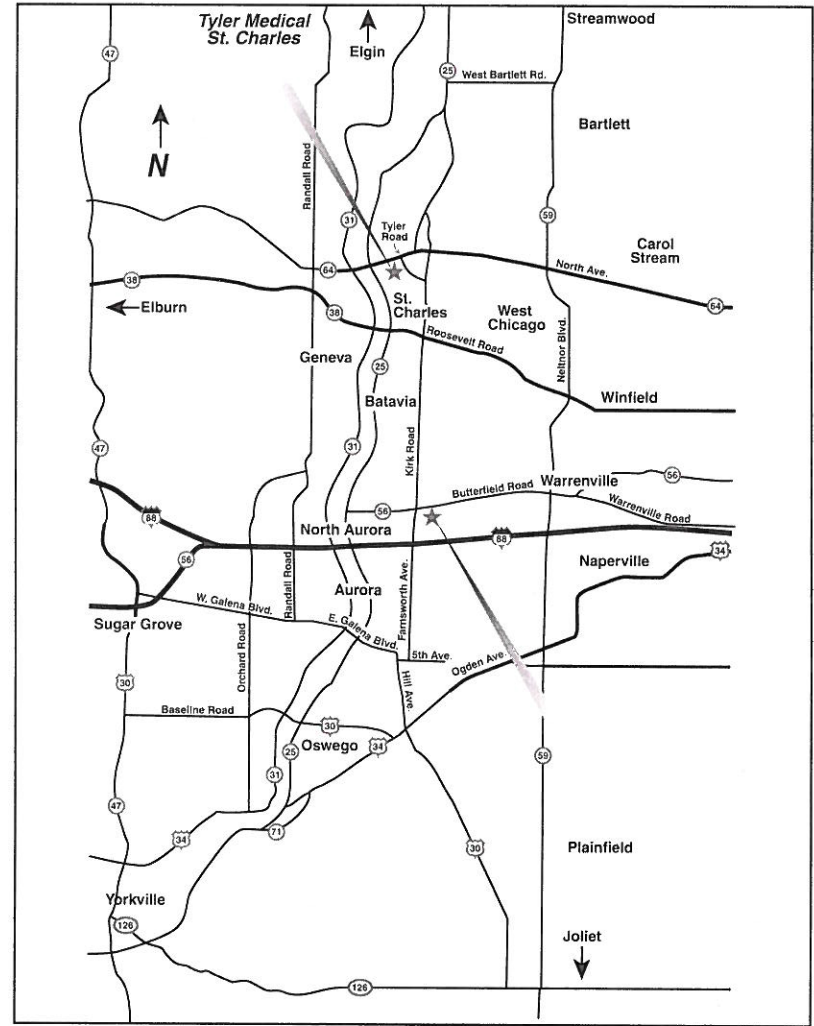 Tyler Medical
St. Charles
Elgin
Streamwood
47
25
West Bartlett Rd.
Bartlett
N
Randall Road
31
Tyler
Road
59
Carol
Stream
North Ave.
64
64
38
Elburn
38
St.
Charles
West
Chicago
Roosevelt Road
Neltnor Blvd.
Geneva
25
Batavia
Winfield
31
Kirk Road
47
Butterfield Road
Warrenville
56
56
Warrenville Road
88
North Aurora
88
34
56
Naperville
Randall Road
Aurora
Farnsworth Ave.
W. Galena Blvd.
Sugar Grove
E. Galena Blvd.
5th Ave.
Ogden Ave.
Orchard Road
Hill Ave.
30
Baseline Road
30
Oswego
34
25
31
59
47
71
34
30
Plainfield
Yorkville
126
Joliet
126